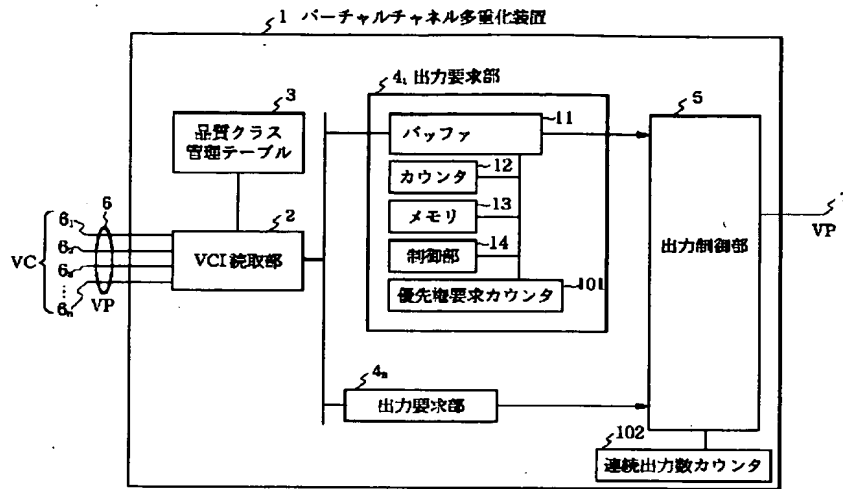 1 バーチャルチャネル多重化装置
4₁ 出力要求部
3
品質クラス
管理テーブル
11
バッファ
5
12
カウンタ
13
メモリ
14
制御部
101
優先権要求カウンタ
出力制御部
7
VP
6
6₁
6₂
6₃
⋮
6ₙ
VC
VP
2
VCI読取部
4ₙ
出力要求部
102
連続出力数カウンタ